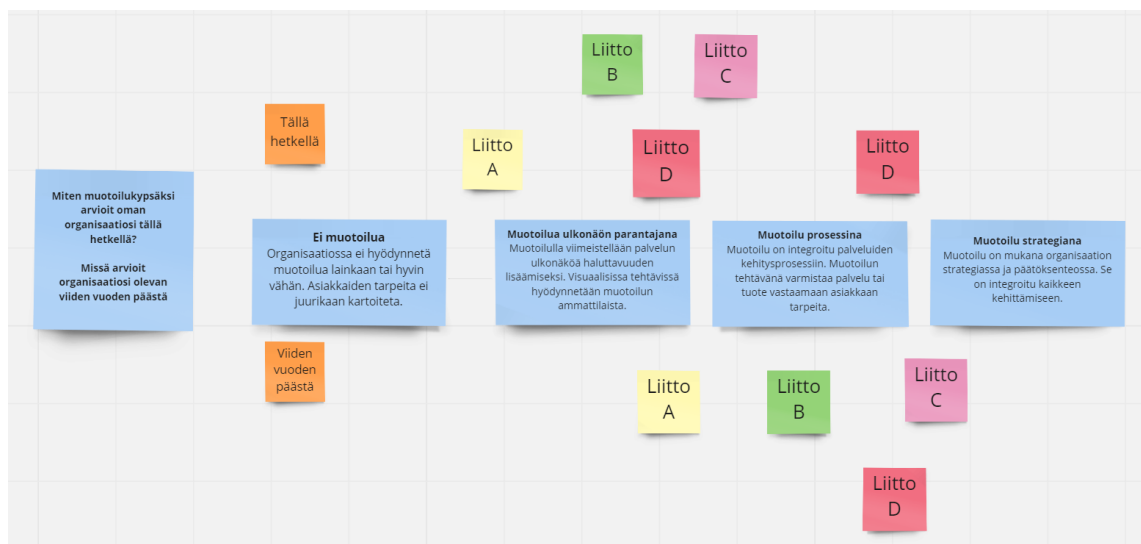 Liitto
B
Liitto
C
Tällä
hetkellä
Liitto
A
Liitto
D
Liitto
D
Miten muotoilukypsäksi
arvioit oman
organisaatiosi tällä
hetkellä?
Missä arvioit
organisaatiosi olevan
viiden vuoden päästä
Ei muotoilua
Organisaatiossa ei hyödynnetä
muotoilua lainkaan tai hyvin
vähän. Asiakkaiden tarpeita ei
juurikaan kartoiteta.
Muotoilua ulkonäön parantajana
Muotoilulla viimeistellään palvelun
ulkonäköä haluttavuuden
lisäämiseksi. Visuaalisissa tehtävissä
hyödynnetään muotoilun
ammattilaista.
Muotoilu prosessina
Muotoilu on integroitu palveluiden
kehitysprosessiin. Muotoilun
tehtävänä varmistaa palvelu tai
tuote vastaamaan asiakkaan
tarpeita.
Muotoilu strategiana
Muotoilu on mukana organisaation
strategiassa ja päätöksenteossa. Se
on integroitu kaikkeen
kehittämiseen.
Viiden
vuoden
päästä
Liitto
A
Liitto
B
Liitto
C
Liitto
D